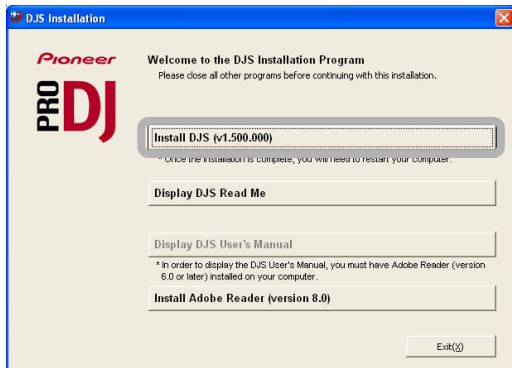 DJS Installation
Pioneer
PRO DJ
Welcome to the DJS Installation Program
Please close all other programs before continuing with this installation.
Install DJS (v1.500.000)
* Once the installation is complete, you will need to restart your computer.
Display DJS Read Me
Display DJS User's Manual
* In order to display the DJS User's Manual, you must have Adobe Reader (version
6.0 or later) installed on your computer.
Install Adobe Reader (version 8.0)
Exit(X)